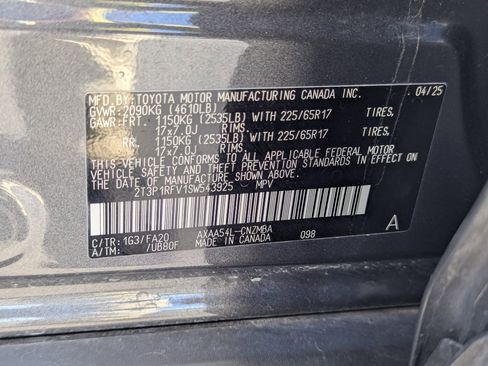 MFD.BY:TOYOTA MOTOR MANUFACTURING CANADA INC. 04/25
GVWR:2090KG (4610LB)
GAWR:FRT 1150KG (2535LB) WITH 225/65R17 TIRES,
17x7.0J RIMS.
RR 1150KG (2535LB) WITH 225/65R17 TIRES,
17x7.0J RIMS.
THIS VEHICLE CONFORMS TO ALL APPLICABLE FEDERAL MOTOR
VEHICLE SAFETY AND THEFT PREVENTION STANDARDS IN EFFECT ON
THE DATE OF MANUFACTURE SHOWN ABOVE.
2T3P1RFV1SW543925 MPV
C/TR: 1G3/FA20 AXAA54L-CNZMBA
A/TM: /UB80F MADE IN CANADA 098 A